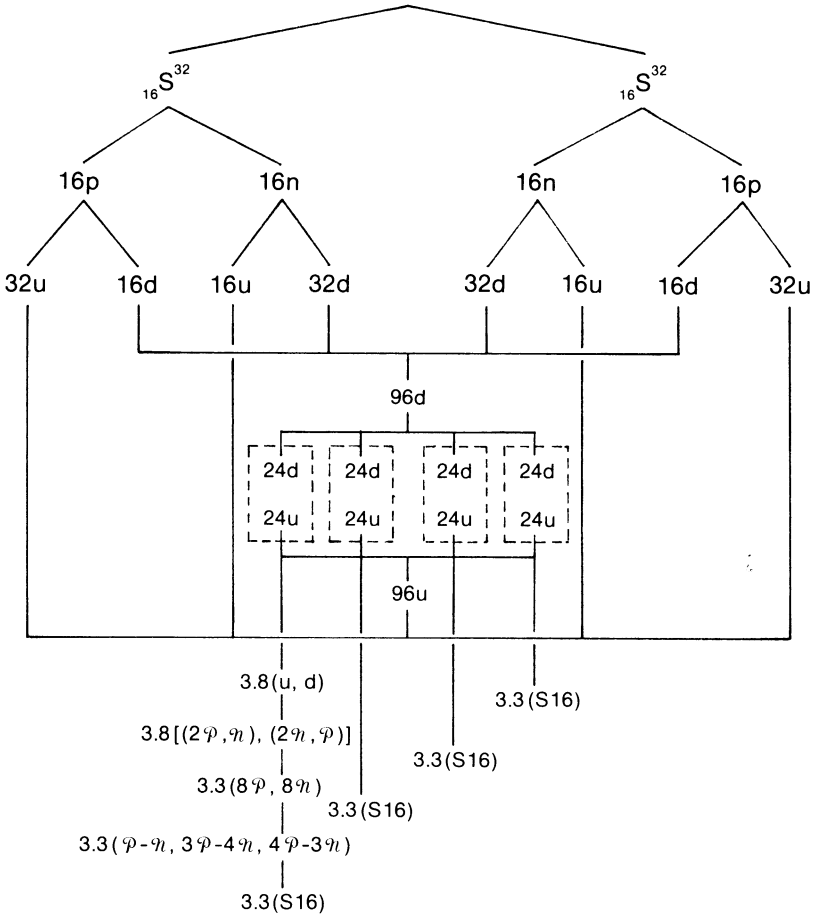 ₁₆S³² ₁₆S³²
16p 16n 16n 16p
32u 16d 16u 32d 32d 16u 16d 32u
96d
24d 24d 24d 24d
24u 24u 24u 24u
96u
3.8(u, d)
3.3(S16)
3.8[(2𝒫,𝓃), (2𝓃,𝒫)]
3.3(S16)
3.3(8𝒫, 8𝓃)
3.3(S16)
3.3(𝒫-𝓃, 3𝒫-4𝓃, 4𝒫-3𝓃)
3.3(S16)